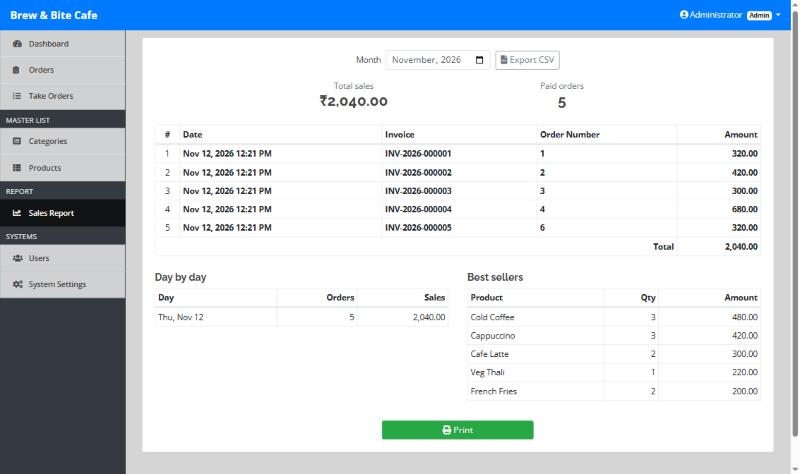 Brew & Bite Cafe
Administrator Admin
Dashboard
Orders
Take Orders
MASTER LIST
Categories
Products
REPORT
Sales Report
SYSTEMS
Users
System Settings
Month November, 2026 Export CSV
Total sales Paid orders
₹2,040.00 5
# Date Invoice Order Number Amount
1 Nov 12, 2026 12:21 PM INV-2026-000001 1 320.00
2 Nov 12, 2026 12:21 PM INV-2026-000002 2 420.00
3 Nov 12, 2026 12:21 PM INV-2026-000003 3 300.00
4 Nov 12, 2026 12:21 PM INV-2026-000004 4 680.00
5 Nov 12, 2026 12:21 PM INV-2026-000005 6 320.00
Total 2,040.00
Day by day
Day Orders Sales
Thu, Nov 12 5 2,040.00
Best sellers
Product Qty Amount
Cold Coffee 3 480.00
Cappuccino 3 420.00
Cafe Latte 2 300.00
Veg Thali 1 220.00
French Fries 2 200.00
Print